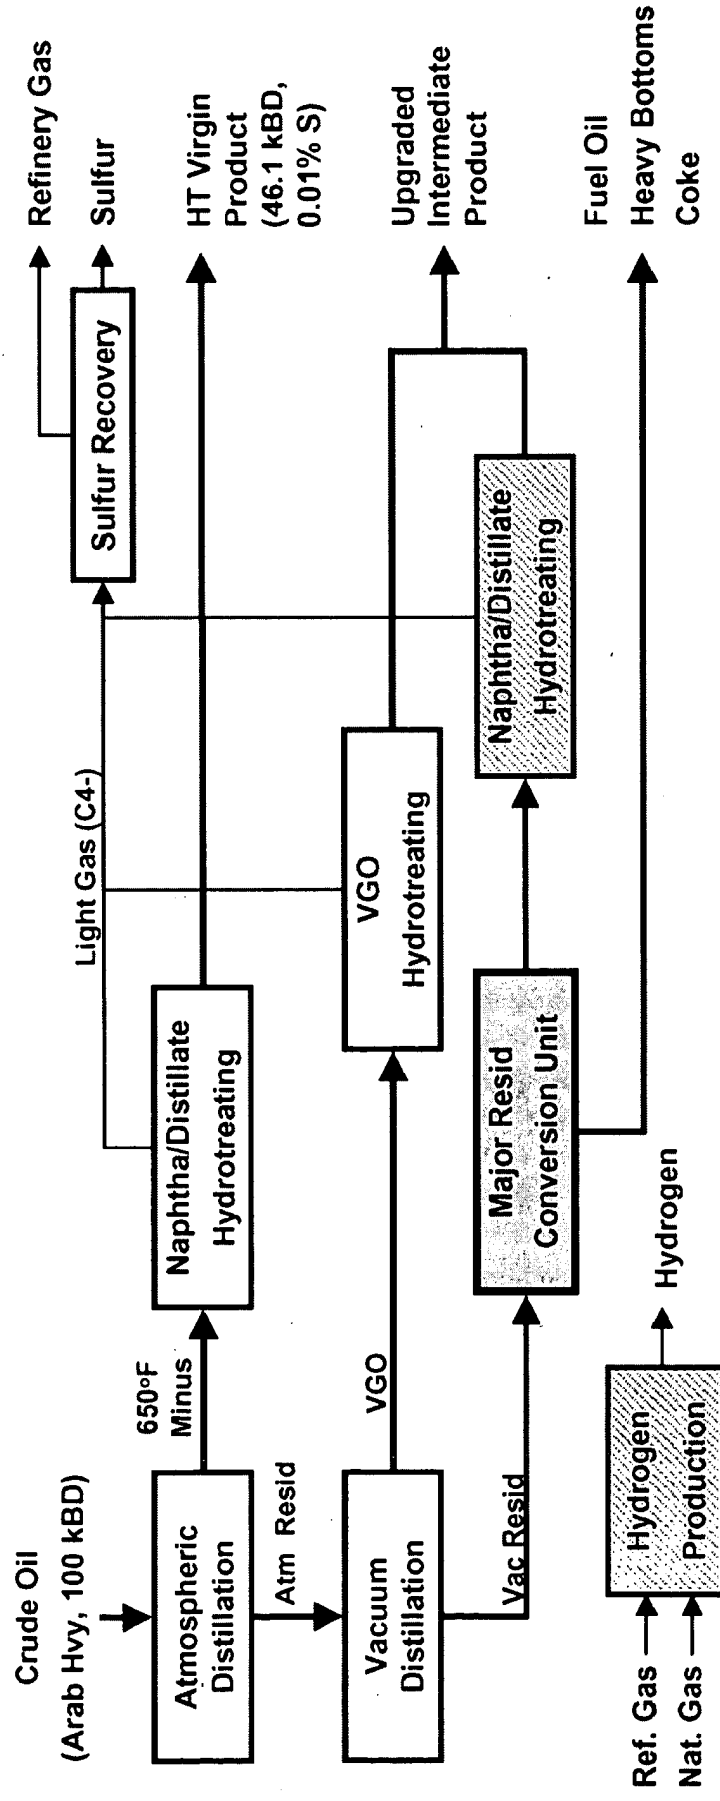 Crude Oil
(Arab Hvy, 100 kBD)
Atmospheric
Distillation
650°F
Minus
Naphtha/Distillate
Hydrotreating
Light Gas (C4-)
Sulfur Recovery
Refinery Gas
Sulfur
HT Virgin
Product
(46.1 kBD,
0.01% S)
Atm Resid
Vacuum
Distillation
VGO
VGO
Hydrotreating
Upgraded
Intermediate
Product
Vac Resid
Major Resid
Conversion Unit
Naphtha/Distillate
Hydrotreating
Fuel Oil
Heavy Bottoms
Coke
Ref. Gas
Nat. Gas
Hydrogen
Production
Hydrogen